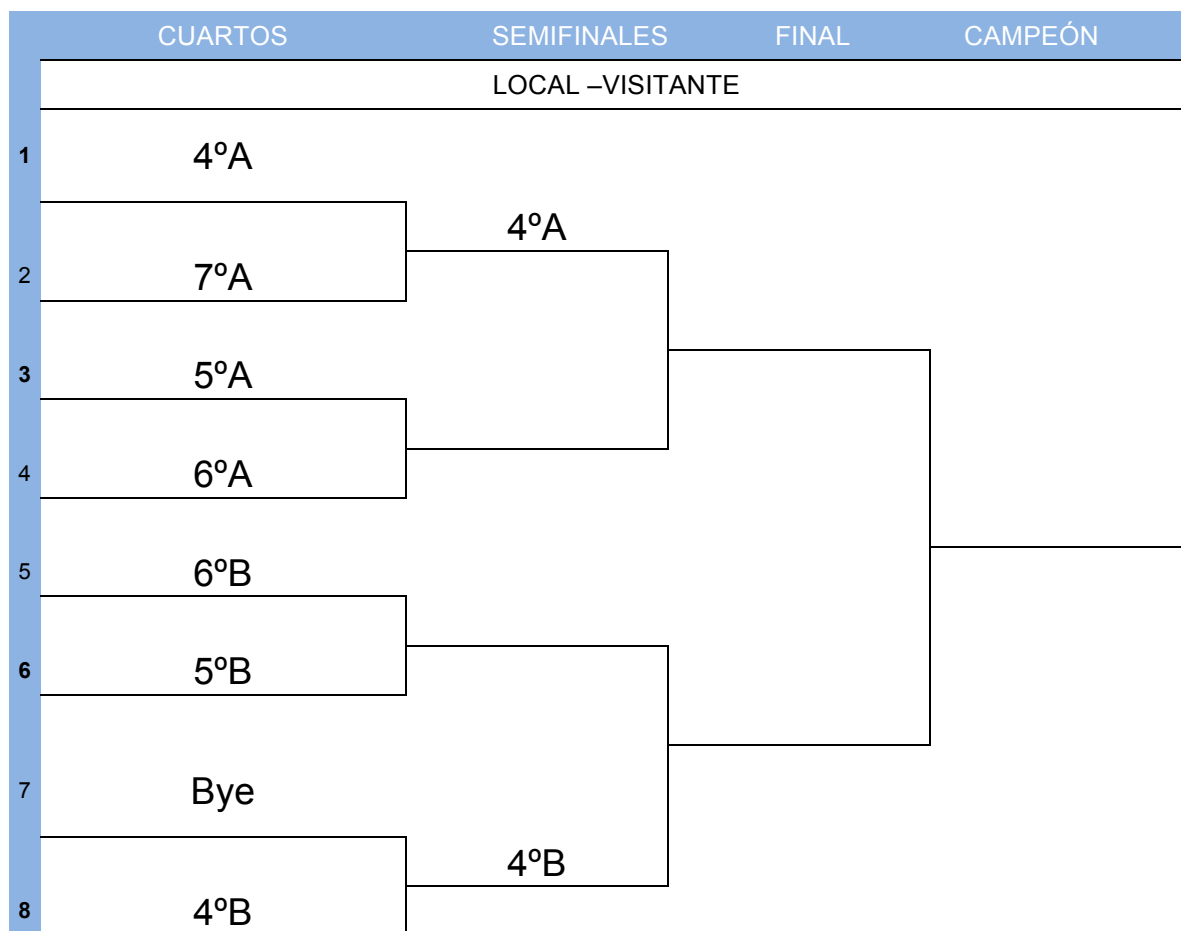 CUARTOS SEMIFINALES FINAL CAMPEÓN
LOCAL –VISITANTE
1 4ºA
4ºA
2 7ºA
3 5ºA
4 6ºA
5 6ºB
6 5ºB
7 Bye
4ºB
8 4ºB